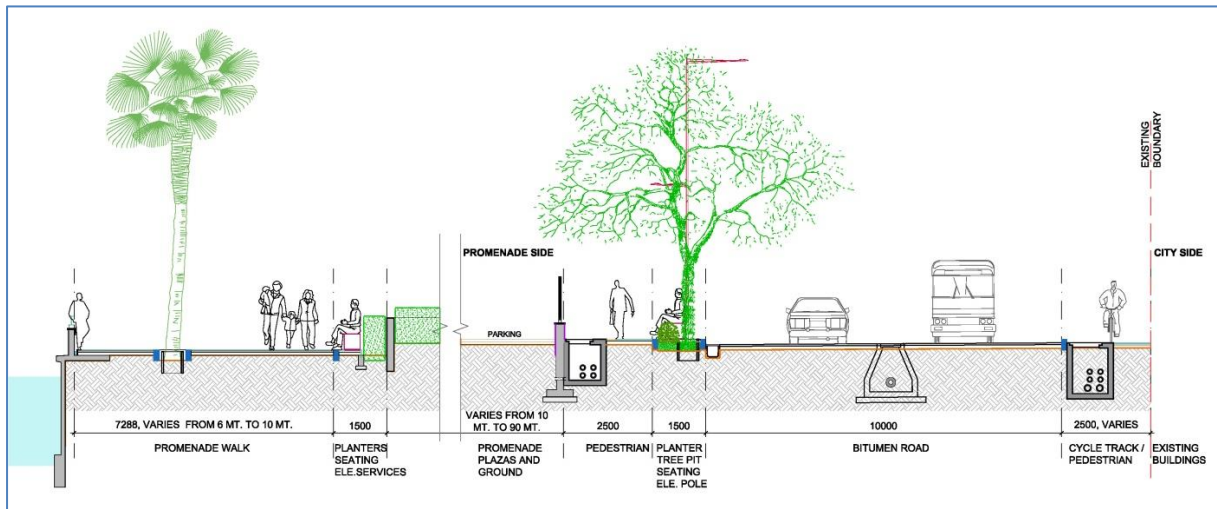 EXISTING
BOUNDARY
PROMENADE SIDE
CITY SIDE
PARKING
7288, VARIES FROM 6 MT. TO 10 MT.
1500
VARIES FROM 10
MT. TO 90 MT.
2500
1500
10000
2500, VARIES
PROMENADE WALK
PLANTERS
SEATING
ELE.SERVICES
PROMENADE
PLAZAS AND
GROUND
PEDESTRIAN
PLANTER
TREE PIT
SEATING
ELE. POLE
BITUMEN ROAD
CYCLE TRACK /
PEDESTRIAN
EXISTING
BUILDINGS